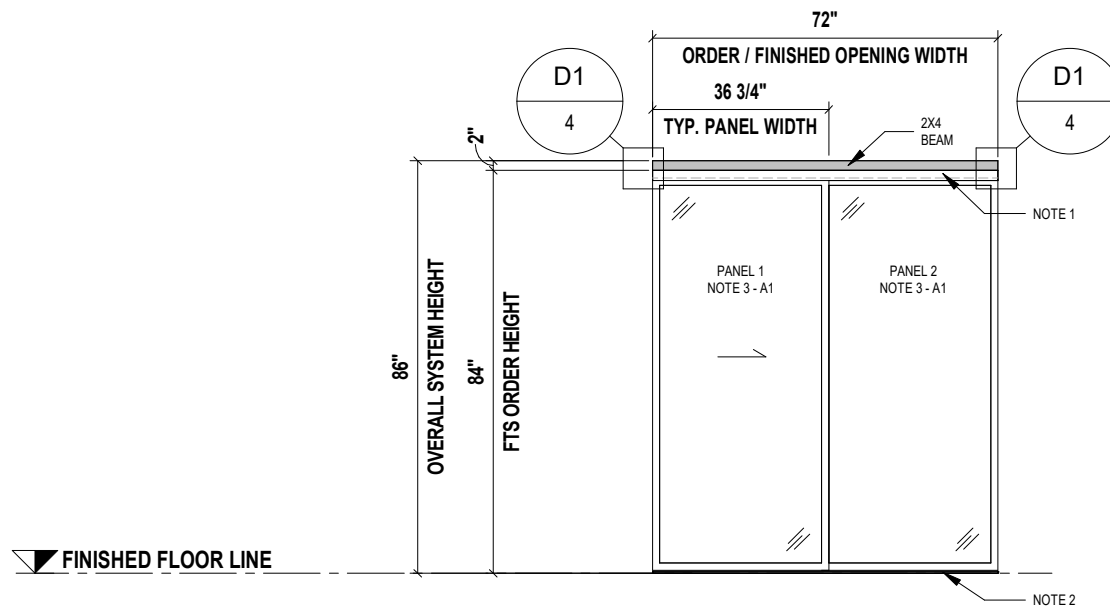 72"
ORDER / FINISHED OPENING WIDTH
D1
4
D1
4
36 3/4"
TYP. PANEL WIDTH
2X4
BEAM
2"
NOTE 1
PANEL 1
NOTE 3 - A1
PANEL 2
NOTE 3 - A1
86"
OVERALL SYSTEM HEIGHT
84"
FTS ORDER HEIGHT
FINISHED FLOOR LINE
NOTE 2